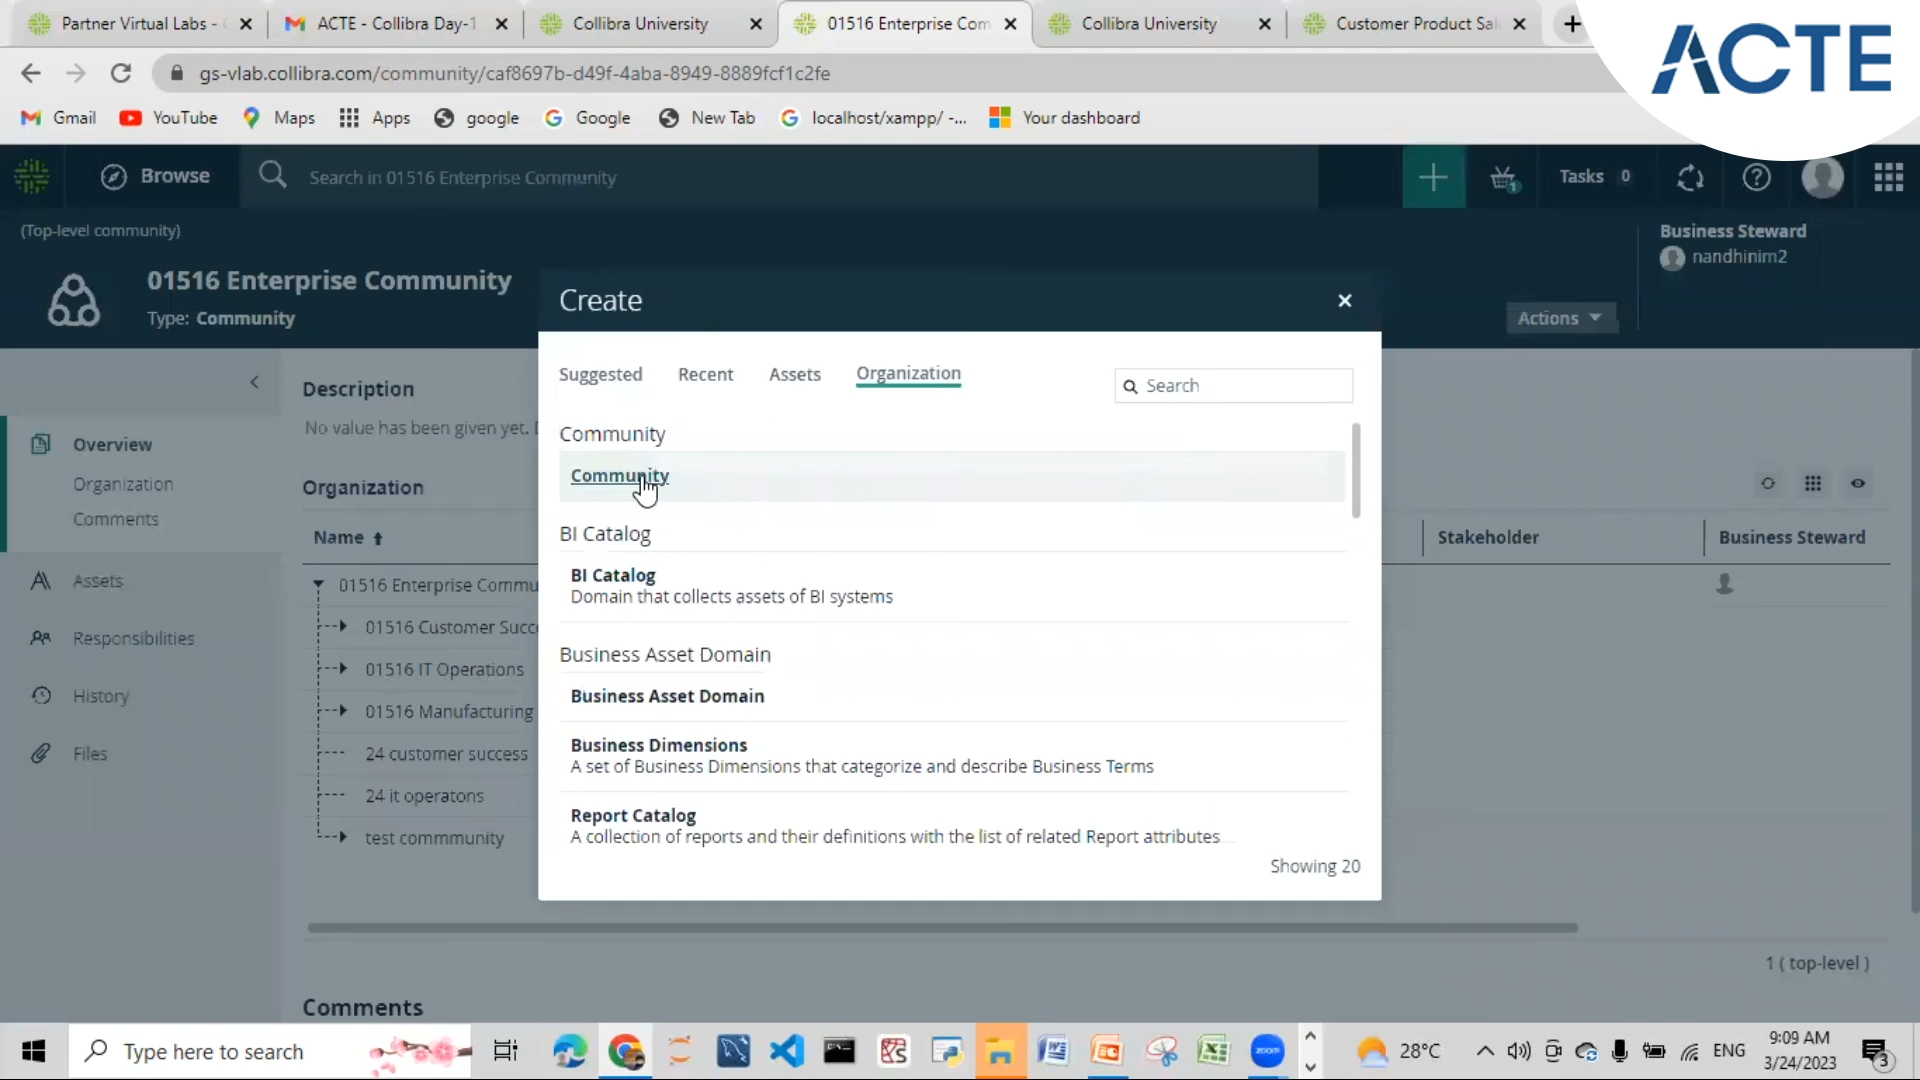 Partner Virtual Labs -
ACTE - Collibra Day-1
Collibra University
01516 Enterprise Com
Collibra University
Customer Product Sal
ACTE
gs-vlab.collibra.com/community/caf8697b-d49f-4aba-8949-8889fcf1c2fe
Gmail
YouTube
Maps
Apps
google
Google
New Tab
localhost/xampp/ -...
Your dashboard
Browse
Search in 01516 Enterprise Community
1
Tasks 0
(Top-level community)
01516 Enterprise Community
Type: Community
Business Steward
nandhinim2
Actions
Create
Suggested
Recent
Assets
Organization
Search
Community
Community
BI Catalog
BI Catalog
Domain that collects assets of BI systems
Business Asset Domain
Business Asset Domain
Business Dimensions
A set of Business Dimensions that categorize and describe Business Terms
Report Catalog
A collection of reports and their definitions with the list of related Report attributes
Showing 20
Overview
Organization
Comments
Assets
Responsibilities
History
Files
Description
No value has been given yet.
Organization
Name
Stakeholder
Business Steward
01516 Enterprise Commu
01516 Customer Succe
01516 IT Operations
01516 Manufacturing
24 customer success
24 it operatons
test commmunity
1 ( top-level )
Comments
Type here to search
zoom
28°C
ENG
9:09 AM
3/24/2023
3